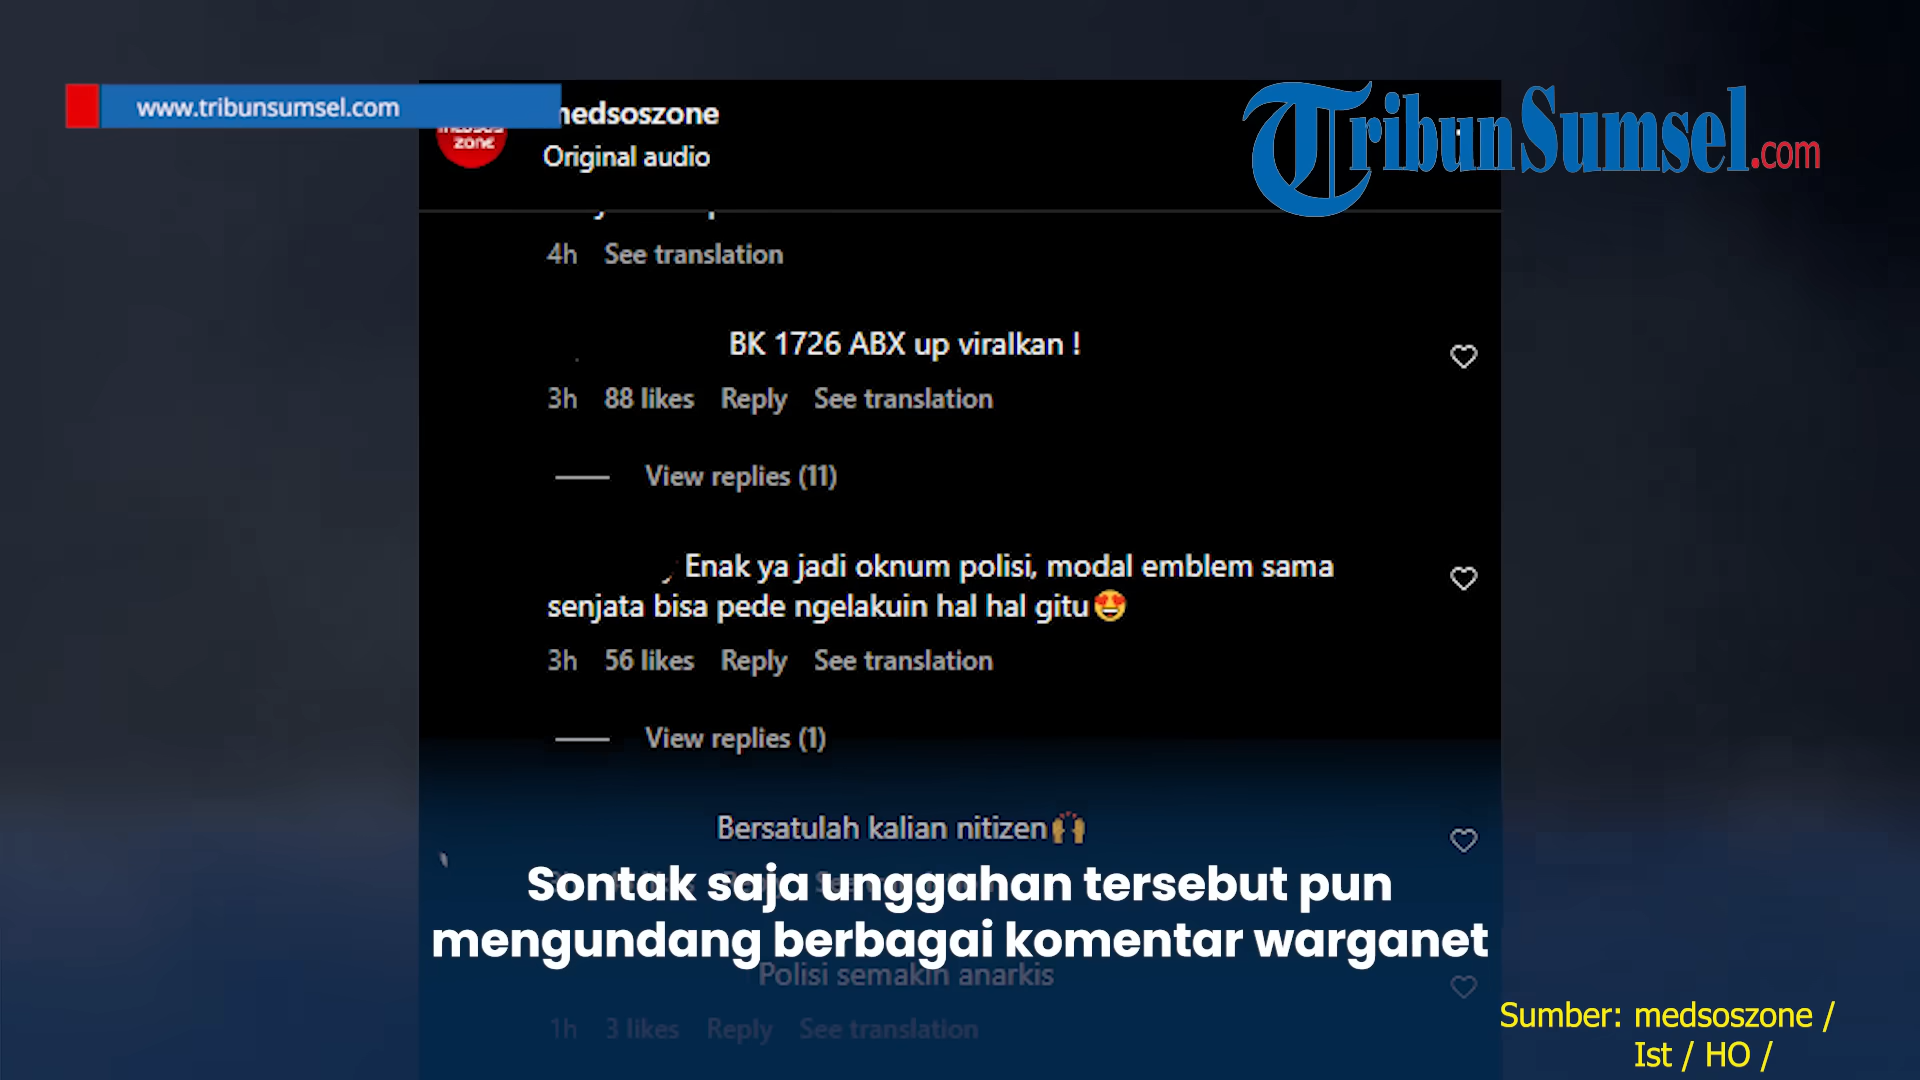 www.tribunsumsel.com
medsoszone
zone
Original audio
TribunSumsel.com
4h See translation
BK 1726 ABX up viralkan !
3h 88 likes Reply See translation
View replies (11)
Enak ya jadi oknum polisi, modal emblem sama
senjata bisa pede ngelakuin hal hal gitu😍
3h 56 likes Reply See translation
View replies (1)
Bersatulah kalian nitizen🙌
Sontak saja unggahan tersebut pun
mengundang berbagai komentar warganet
Polisi semakin anarkis
1h 3 likes Reply See translation
Sumber: medsoszone /
Ist / HO /